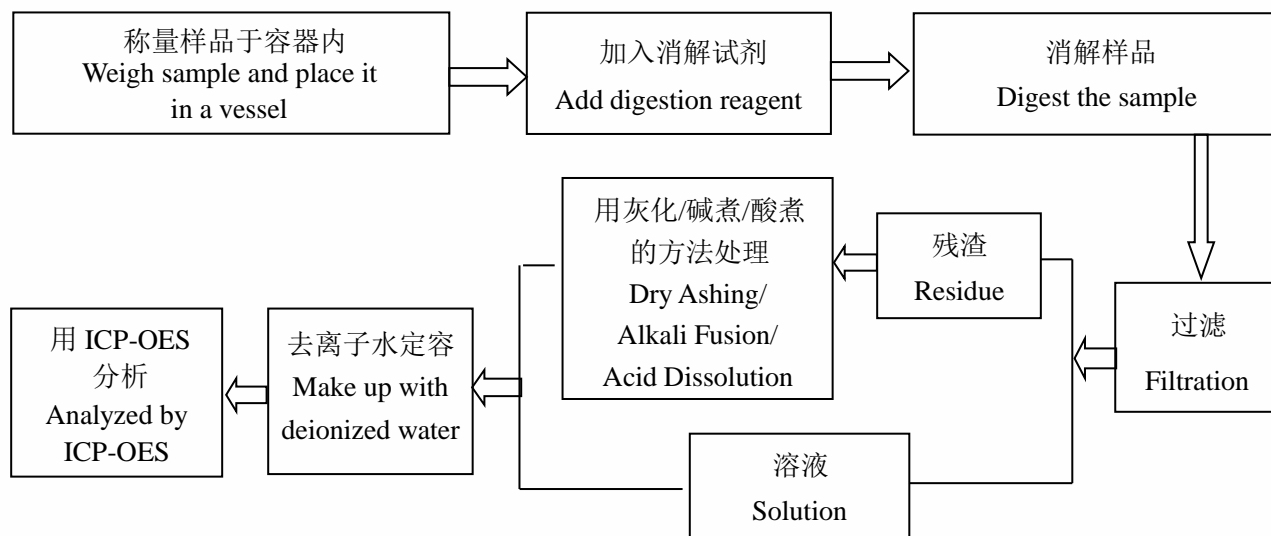 称量样品于容器内
Weigh sample and place it
in a vessel
加入消解试剂
Add digestion reagent
消解样品
Digest the sample
过滤
Filtration
残渣
Residue
用灰化/碱煮/酸煮
的方法处理
Dry Ashing/
Alkali Fusion/
Acid Dissolution
溶液
Solution
去离子水定容
Make up with
deionized water
用 ICP-OES
分析
Analyzed by
ICP-OES